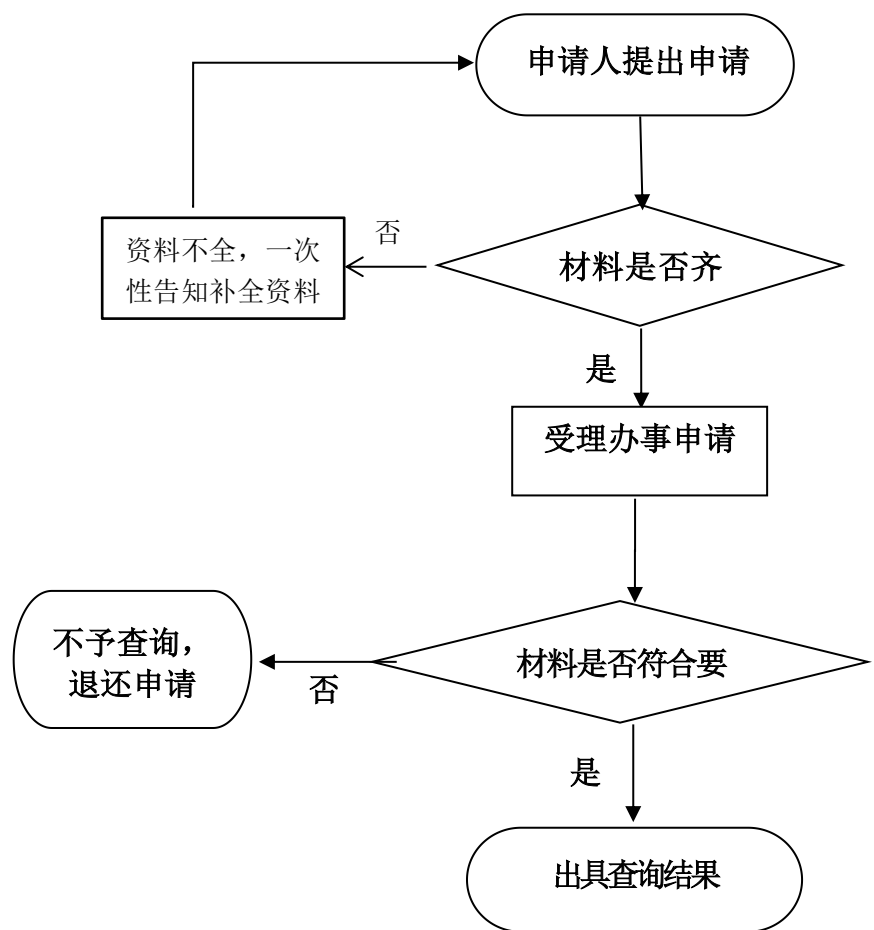 申请人提出申请
否
资料不全，一次
性告知补全资料
材料是否齐
是
受理办事申请
不予查询，
退还申请
材料是否符合要
否
是
出具查询结果